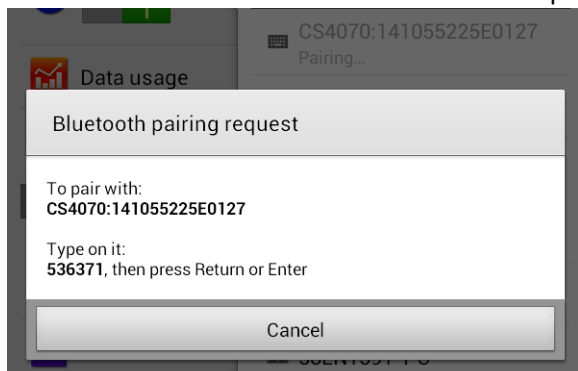 CS4070:141055225E0127
Pairing...
Data usage
Bluetooth pairing request
To pair with:
CS4070:141055225E0127
Type on it:
536371, then press Return or Enter
Cancel